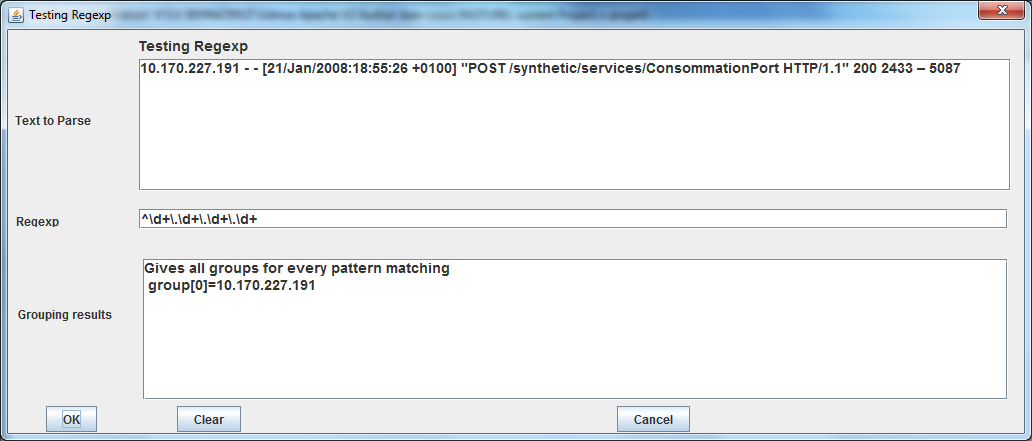 Testing Regexp
Testing Regexp
Text to Parse
10.170.227.191 - - [21/Jan/2008:18:55:26 +0100] "POST /synthetic/services/ConsommationPort HTTP/1.1" 200 2433 – 5087
Regexp
^\d+\.\d+\.\d+\.\d+
Grouping results
Gives all groups for every pattern matching
group[0]=10.170.227.191
OK
Clear
Cancel